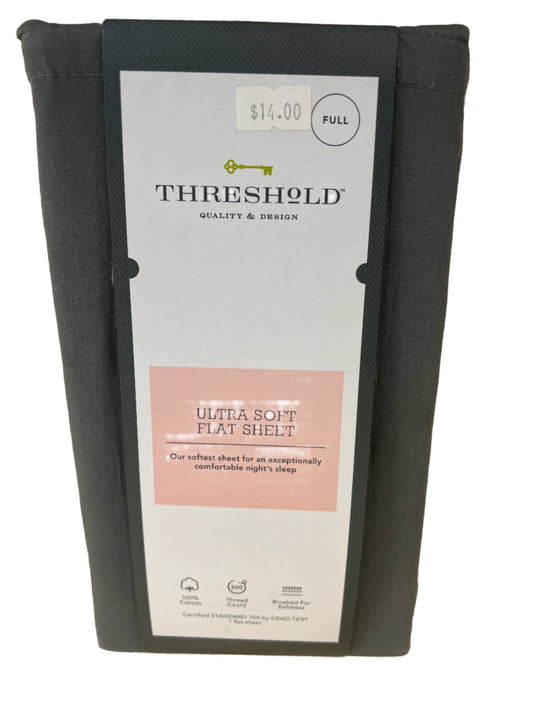 $14.00
FULL
THRESHOLD™
QUALITY & DESIGN
ULTRA SOFT
FLAT SHEET
Our softest sheet for an exceptionally
comfortable night's sleep
100%
Cotton
300
Thread
Count
Brushed For
Softness
Certified STANDARD 100 by OEKO-TEX®
1 flat sheet